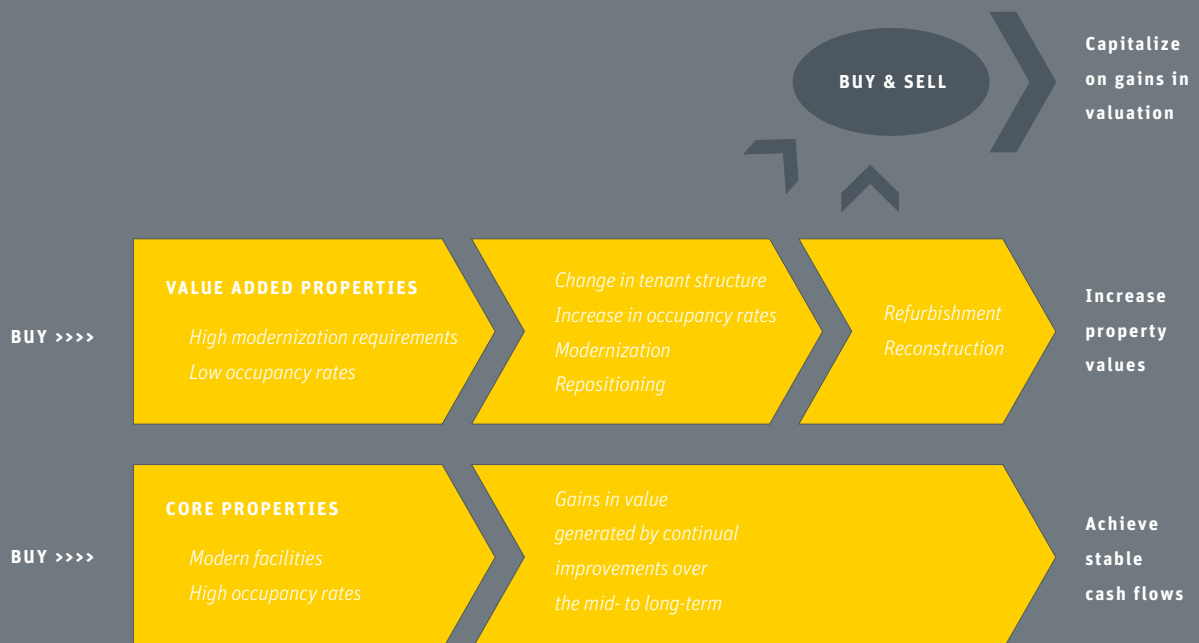 BUY & SELL
Capitalize
on gains in
valuation
BUY >>>>
VALUE ADDED PROPERTIES
High modernization requirements
Low occupancy rates
Change in tenant structure
Increase in occupancy rates
Modernization
Repositioning
Refurbishment
Reconstruction
Increase
property
values
BUY >>>>
CORE PROPERTIES
Modern facilities
High occupancy rates
Gains in value
generated by continual
improvements over
the mid- to long-term
Achieve
stable
cash flows